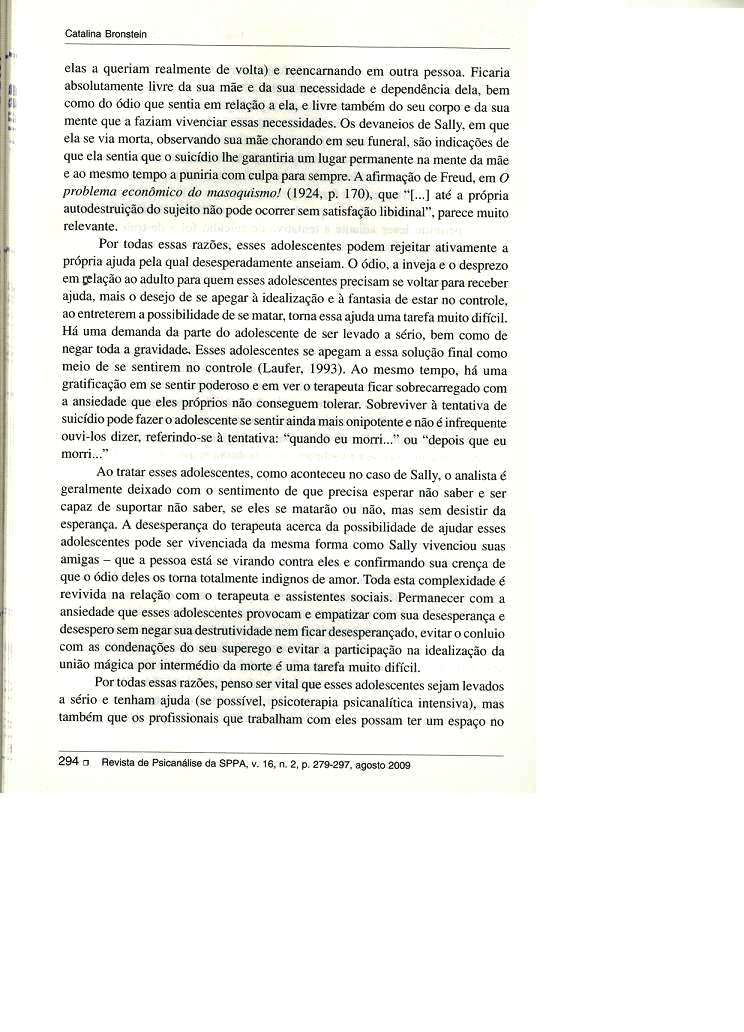 Catalina Bronstein
elas a queriam realmente de volta) e reencarnando em outra pessoa. Ficaria
absolutamente livre da sua mãe e da sua necessidade e dependência dela, bem
como do ódio que sentia em relação a ela, e livre também do seu corpo e da sua
mente que a faziam vivenciar essas necessidades. Os devaneios de Sally, em que
ela se via morta, observando sua mãe chorando em seu funeral, são indicações de
que ela sentia que o suicídio lhe garantiria um lugar permanente na mente da mãe
e ao mesmo tempo a puniria com culpa para sempre. A afirmação de Freud, em O
problema econômico do masoquismo! (1924, p. 170), que “[...] até a própria
autodestruição do sujeito não pode ocorrer sem satisfação libidinal”, parece muito
relevante.
Por todas essas razões, esses adolescentes podem rejeitar ativamente a
própria ajuda pela qual desesperadamente anseiam. O ódio, a inveja e o desprezo
em relação ao adulto para quem esses adolescentes precisam se voltar para receber
ajuda, mais o desejo de se apegar à idealização e à fantasia de estar no controle,
ao entreterem a possibilidade de se matar, torna essa ajuda uma tarefa muito difícil.
Há uma demanda da parte do adolescente de ser levado a sério, bem como de
negar toda a gravidade. Esses adolescentes se apegam a essa solução final como
meio de se sentirem no controle (Laufer, 1993). Ao mesmo tempo, há uma
gratificação em se sentir poderoso e em ver o terapeuta ficar sobrecarregado com
a ansiedade que eles próprios não conseguem tolerar. Sobreviver à tentativa de
suicídio pode fazer o adolescente se sentir ainda mais onipotente e não é infrequente
ouvi-los dizer, referindo-se à tentativa: “quando eu morri...” ou “depois que eu
morri...”
Ao tratar esses adolescentes, como aconteceu no caso de Sally, o analista é
geralmente deixado com o sentimento de que precisa esperar não saber e ser
capaz de suportar não saber, se eles se matarão ou não, mas sem desistir da
esperança. A desesperança do terapeuta acerca da possibilidade de ajudar esses
adolescentes pode ser vivenciada da mesma forma como Sally vivenciou suas
amigas – que a pessoa está se virando contra eles e confirmando sua crença de
que o ódio deles os torna totalmente indignos de amor. Toda esta complexidade é
revivida na relação com o terapeuta e assistentes sociais. Permanecer com a
ansiedade que esses adolescentes provocam e empatizar com sua desesperança e
desespero sem negar sua destrutividade nem ficar desesperançado, evitar o conluio
com as condenações do seu superego e evitar a participação na idealização da
união mágica por intermédio da morte é uma tarefa muito difícil.
Por todas essas razões, penso ser vital que esses adolescentes sejam levados
a sério e tenham ajuda (se possível, psicoterapia psicanalítica intensiva), mas
também que os profissionais que trabalham com eles possam ter um espaço no
294 □ Revista de Psicanálise da SPPA, v. 16, n. 2, p. 279-297, agosto 2009